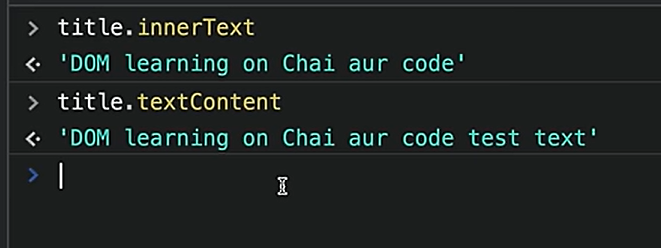 > title.innerText
<· 'DOM learning on Chai aur code'
> title.textContent
<· 'DOM learning on Chai aur code test text'
>